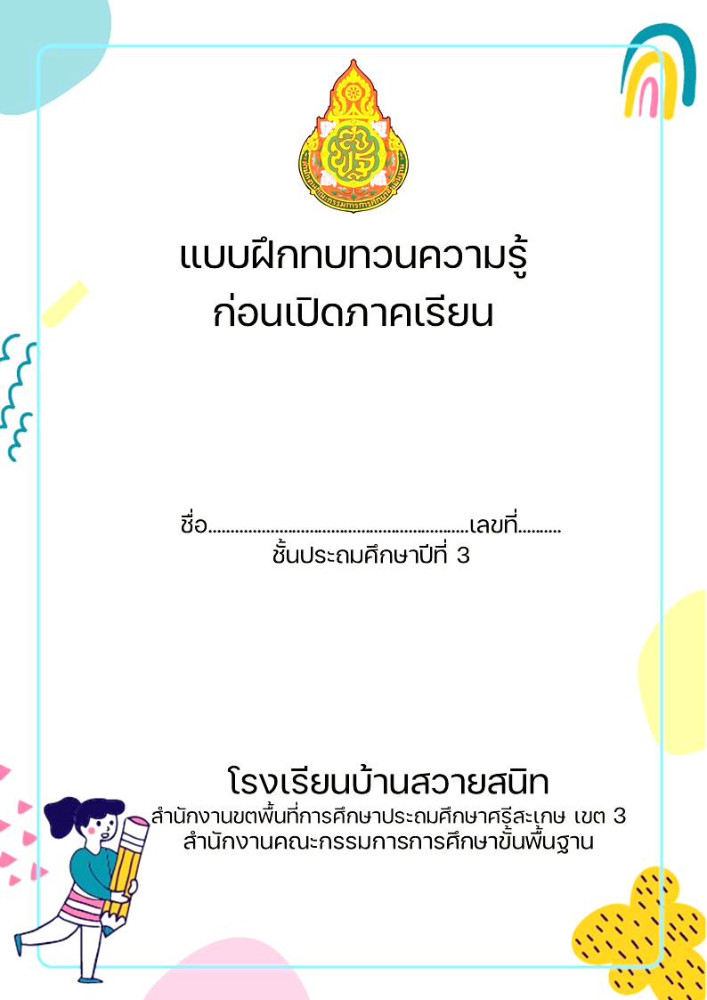 แบบฝึกทบทวนความรู้
ก่อนเปิดภาคเรียน
ชื่อ............................................................เลขที่..........
ชั้นประถมศึกษาปีที่ 3
โรงเรียนบ้านสวายสนิท
สำนักงานขตพื้นที่การศึกษาประถมศึกษาศรีสะเกษ เขต 3
สำนักงานคณะกรรมการการศึกษาขั้นพื้นฐาน